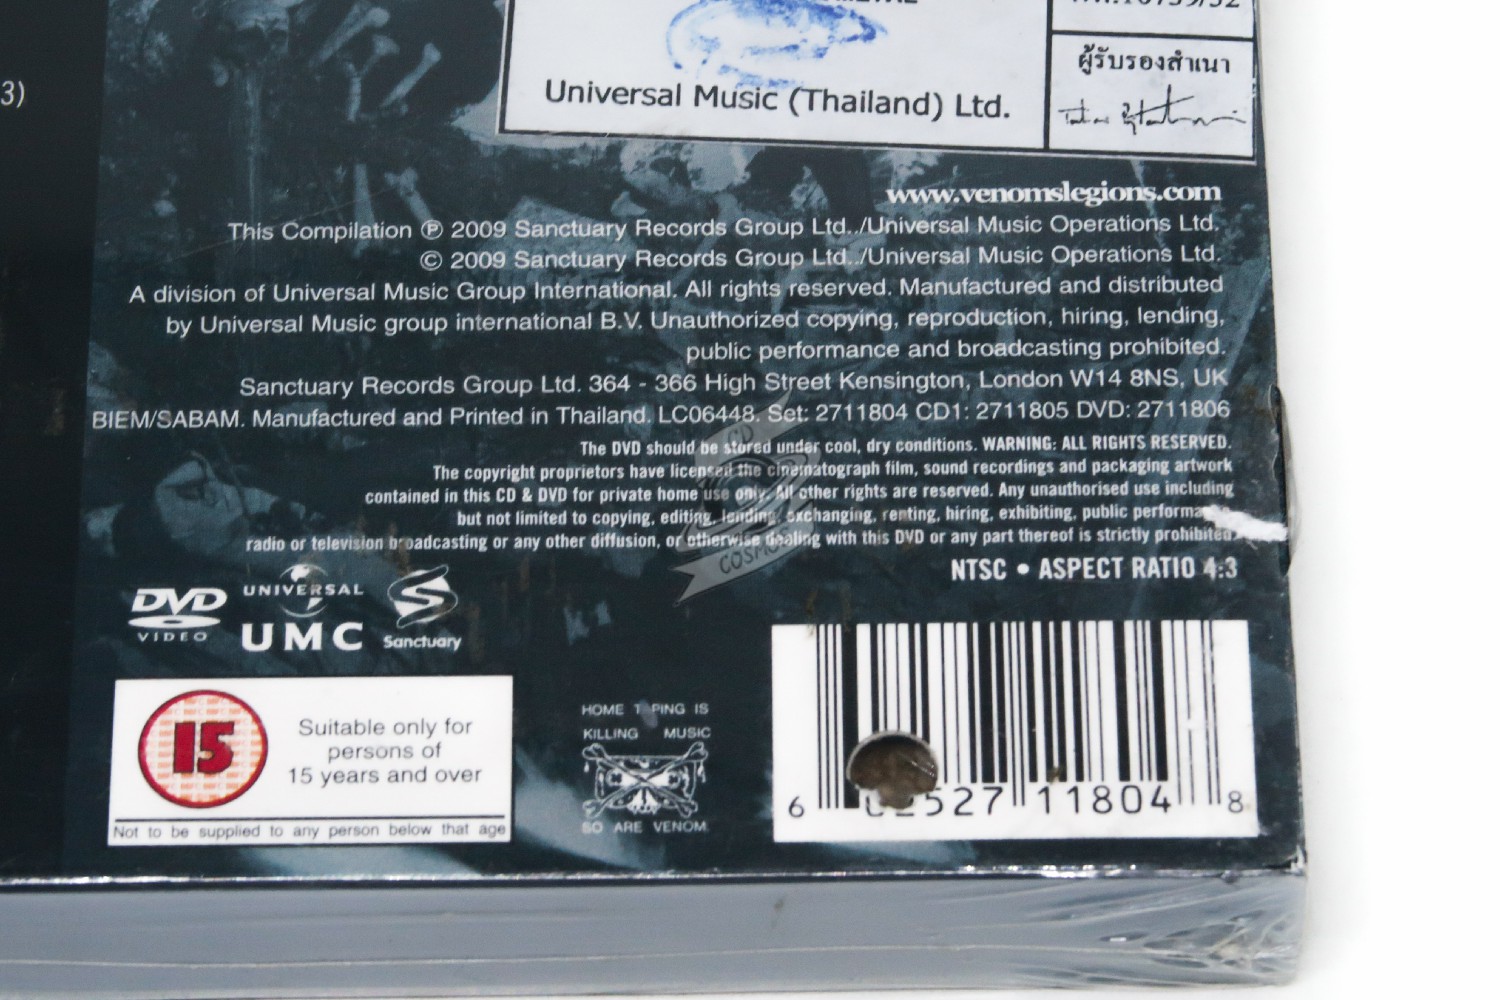 3)
Universal Music (Thailand) Ltd.
ผู้รับรองสำเนา
www.venomslegions.com
This Compilation ℗ 2009 Sanctuary Records Group Ltd../Universal Music Operations Ltd.
© 2009 Sanctuary Records Group Ltd../Universal Music Operations Ltd.
A division of Universal Music Group International. All rights reserved. Manufactured and distributed
by Universal Music group international B.V. Unauthorized copying, reproduction, hiring, lending,
public performance and broadcasting prohibited.
Sanctuary Records Group Ltd. 364 - 366 High Street Kensington, London W14 8NS, UK
BIEM/SABAM. Manufactured and Printed in Thailand. LC06448. Set: 2711804 CD1: 2711805 DVD: 2711806
The DVD should be stored under cool, dry conditions. WARNING: ALL RIGHTS RESERVED.
The copyright proprietors have licensed the cinematograph film, sound recordings and packaging artwork
contained in this CD & DVD for private home use only. All other rights are reserved. Any unauthorised use including
but not limited to copying, editing, lending, exchanging, renting, hiring, exhibiting, public performance
radio or television broadcasting or any other diffusion, or otherwise dealing with this DVD or any part thereof is strictly prohibited.
NTSC • ASPECT RATIO 4:3
CD
COSMOS
DVD
VIDEO
UNIVERSAL
UMC
Sanctuary
15
Suitable only for
persons of
15 years and over
Not to be supplied to any person below that age
HOME TAPING IS
KILLING MUSIC
SO ARE VENOM
6 02527 11804 8